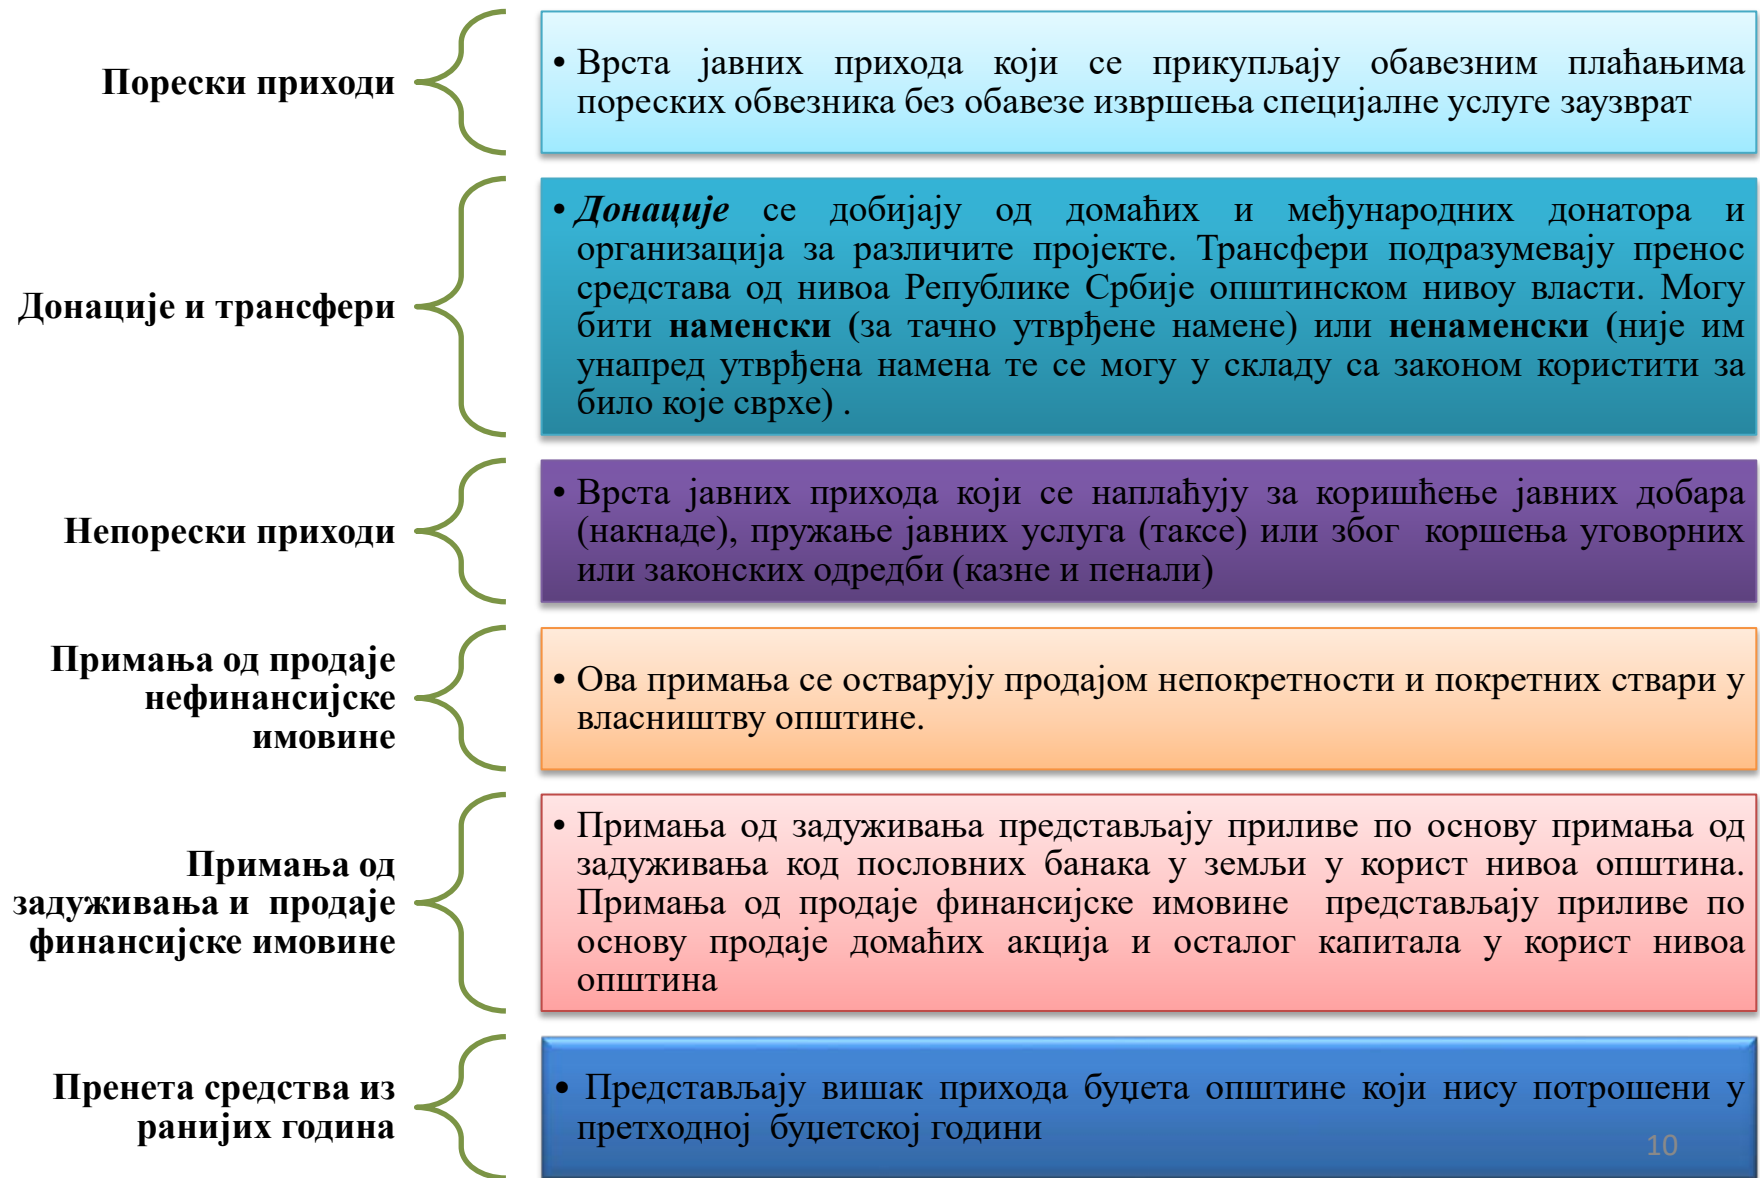 Порески приходи
• Врста јавних прихода који се прикупљају обавезним плаћањима
пореских обвезника без обавезе извршења специјалне услуге заузврат
Донације и трансфери
• Донације се добијају од домаћих и међународних донатора и
организација за различите пројекте. Трансфери подразумевају пренос
средстава од нивоа Републике Србије општинском нивоу власти. Могу
бити наменски (за тачно утврђене намене) или ненаменски (није им
унапред утврђена намена те се могу у складу са законом користити за
било које сврхе) .
Непорески приходи
• Врста јавних прихода који се наплаћују за коришћење јавних добара
(накнаде), пружање јавних услуга (таксе) или због коршења уговорних
или законских одредби (казне и пенали)
Примања од продаје
нефинансијске
имовине
• Ова примања се остварују продајом непокретности и покретних ствари у
власништву општине.
Примања од
задуживања и продаје
финансијске имовине
• Примања од задуживања представљају приливе по основу примања од
задуживања код пословних банака у земљи у корист нивоа општина.
Примања од продаје финансијске имовине представљају приливе по
основу продаје домаћих акција и осталог капитала у корист нивоа
општина
Пренета средства из
ранијих година
• Представљају вишак прихода буџета општине који нису потрошени у
претходној буџетској години
10